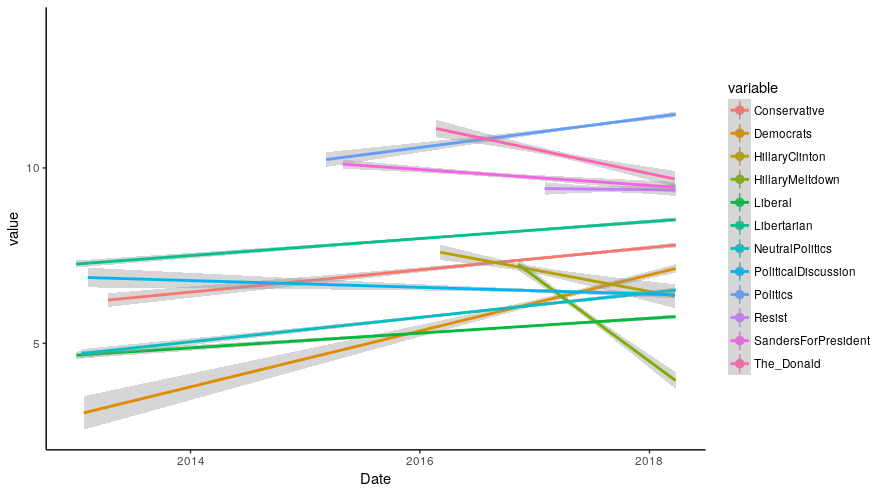 value
10
5
2014
2016
2018
Date
variable
Conservative
Democrats
HillaryClinton
HillaryMeltdown
Liberal
Libertarian
NeutralPolitics
PoliticalDiscussion
Politics
Resist
SandersForPresident
The_Donald